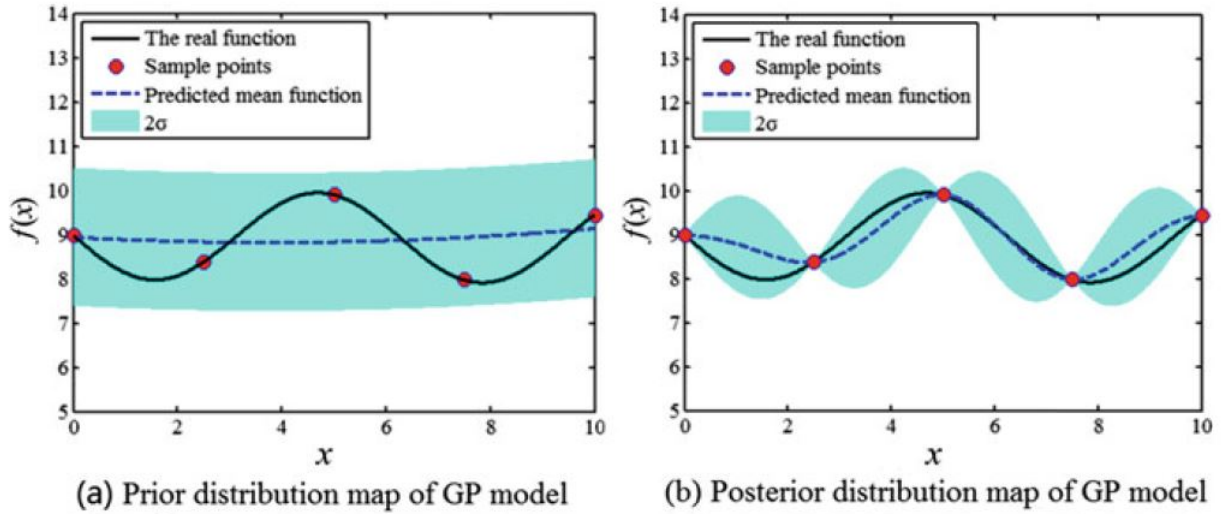 14
13
12
11
10
9
8
7
6
5
f(x)
The real function
Sample points
Predicted mean function
2σ
0 2 4 6 8 10
x
(a) Prior distribution map of GP model
14
13
12
11
10
9
8
7
6
5
f(x)
The real function
Sample points
Predicted mean function
2σ
0 2 4 6 8 10
x
(b) Posterior distribution map of GP model